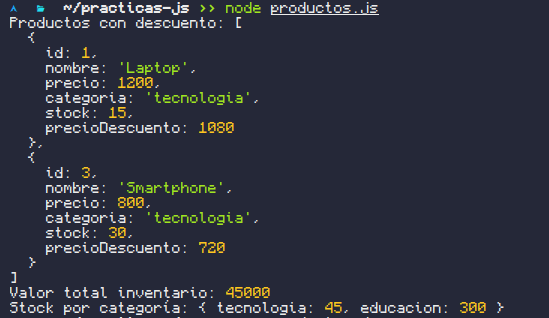 ~/practicas-js >> node productos..js
Productos con descuento: [
  {
    id: 1,
    nombre: 'Laptop',
    precio: 1200,
    categoria: 'tecnologia',
    stock: 15,
    precioDescuento: 1080
  },
  {
    id: 3,
    nombre: 'Smartphone',
    precio: 800,
    categoria: 'tecnologia',
    stock: 30,
    precioDescuento: 720
  }
]
Valor total inventario: 45000
Stock por categoría: { tecnologia: 45, educacion: 300 }